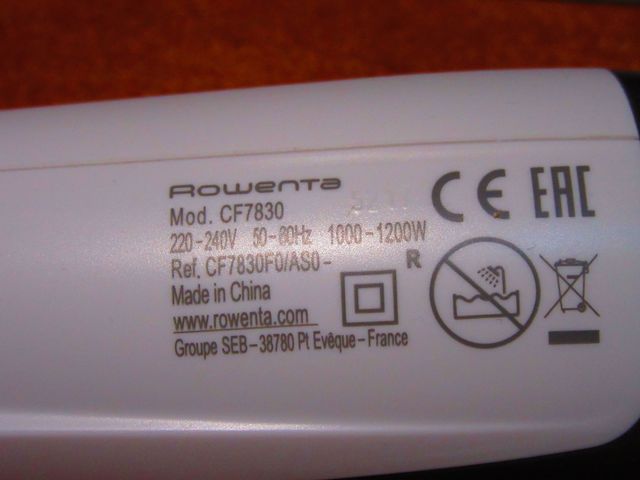 Rowenta
Mod. CF7830
220-240V 50-60Hz 1000-1200W
Ref. CF7830F0/AS0-
R
Made in China
www.rowenta.com
Groupe SEB-38780 Pt Evêque-France
CE
EAC